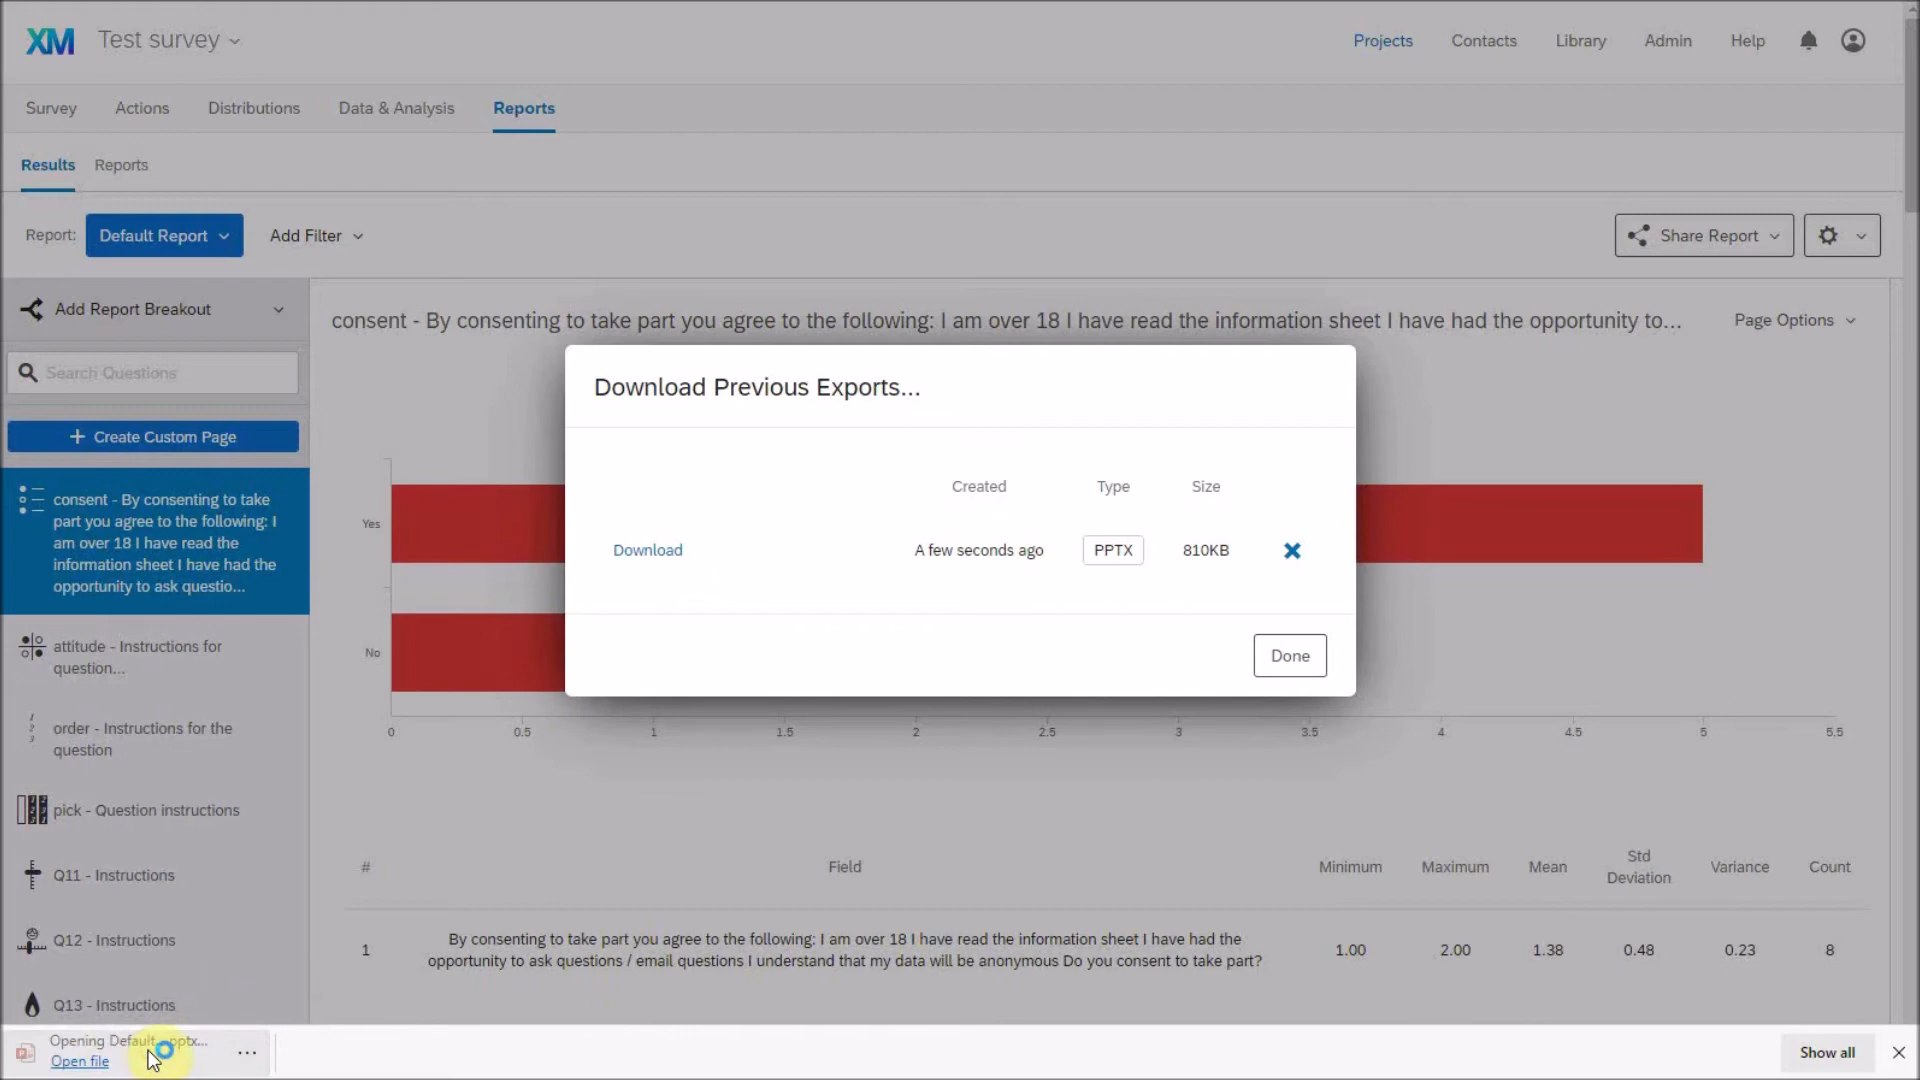 XM Test survey
Projects Contacts Library Admin Help
Survey Actions Distributions Data & Analysis Reports
Results Reports
Report: Default Report Add Filter Share Report
Add Report Breakout
Search Questions
+ Create Custom Page
consent - By consenting to take
part you agree to the following: I
am over 18 I have read the
information sheet I have had the
opportunity to ask questio...
attitude - Instructions for
question...
order - Instructions for the
question
pick - Question instructions
Q11 - Instructions
Q12 - Instructions
Q13 - Instructions
consent - By consenting to take part you agree to the following: I am over 18 I have read the information sheet I have had the opportunity to...
Page Options
Download Previous Exports...
Created Type Size
Download A few seconds ago PPTX 810KB
Done
Yes
No
0 0.5 1 1.5 2 2.5 3 3.5 4 4.5 5 5.5
# Field Minimum Maximum Mean Std Deviation Variance Count
1 By consenting to take part you agree to the following: I am over 18 I have read the information sheet I have had the
opportunity to ask questions / email questions I understand that my data will be anonymous Do you consent to take part?
1.00 2.00 1.38 0.48 0.23 8
Opening Default pptx...
Open file
Show all